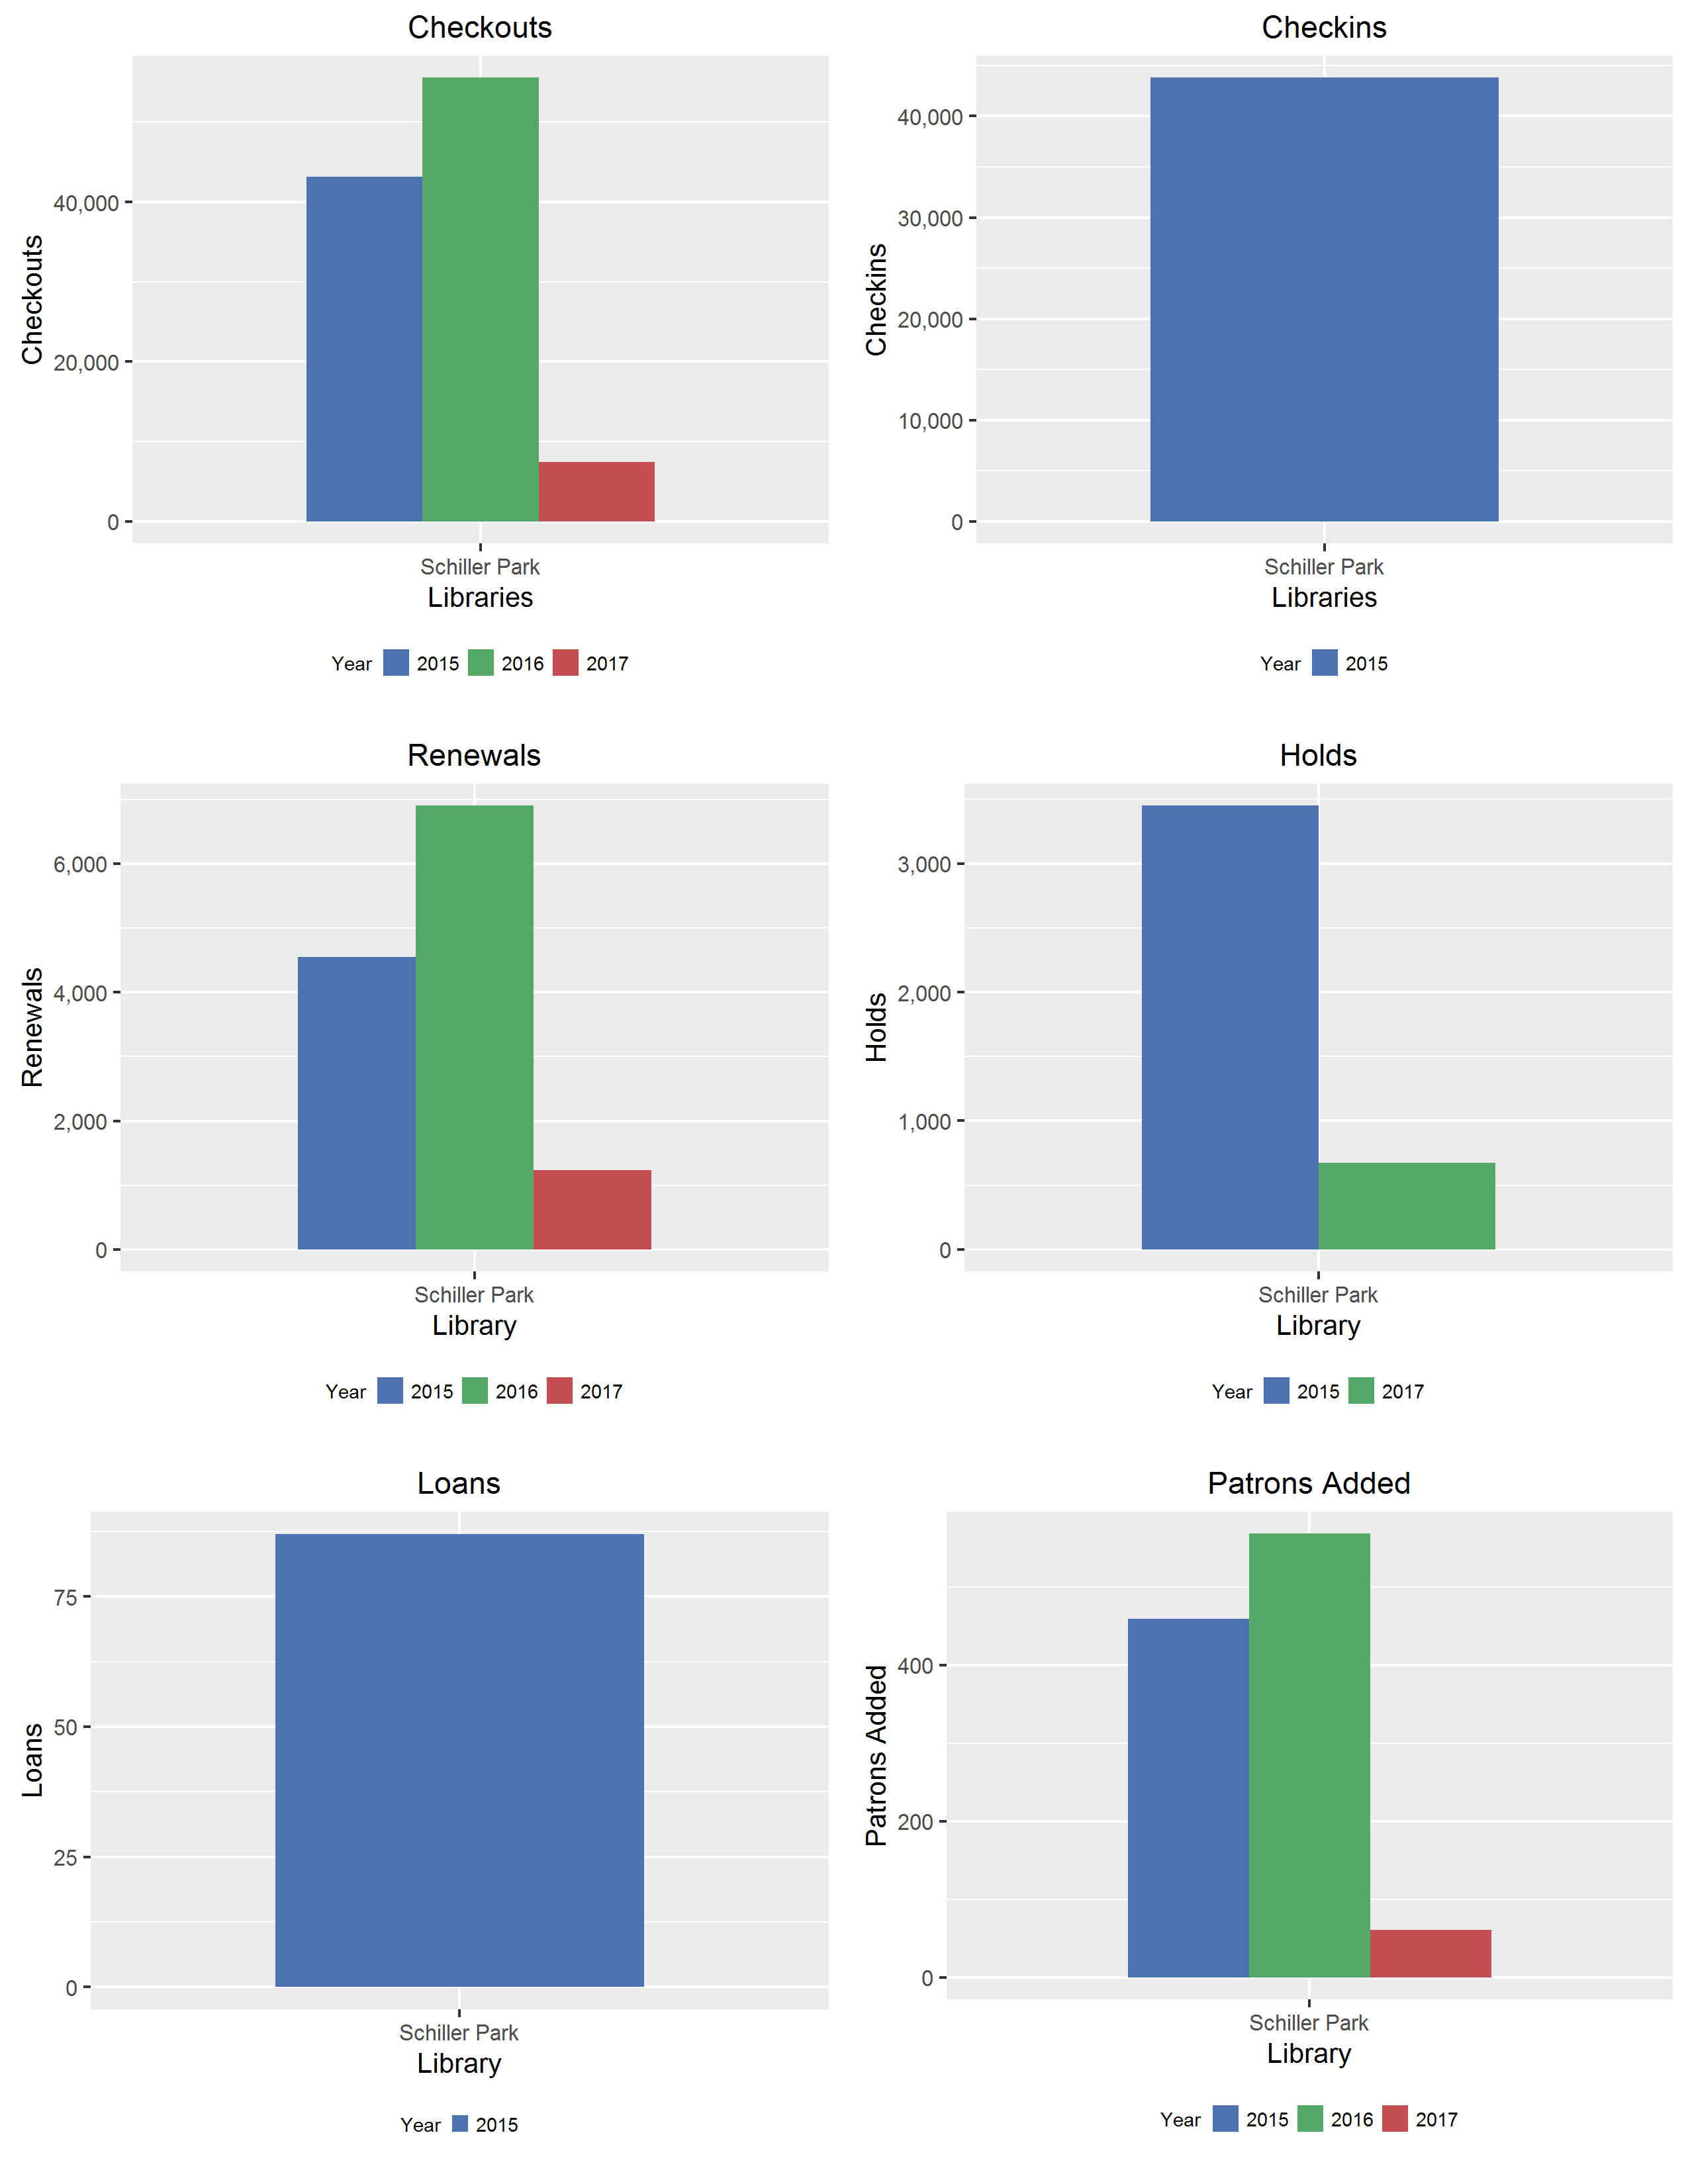 Checkouts
Checkouts
40,000
20,000
0
Schiller Park
Libraries
Year 2015 2016 2017
Checkins
Checkins
40,000
30,000
20,000
10,000
0
Schiller Park
Libraries
Year 2015
Renewals
Renewals
6,000
4,000
2,000
0
Schiller Park
Library
Year 2015 2016 2017
Holds
Holds
3,000
2,000
1,000
0
Schiller Park
Library
Year 2015 2017
Loans
Loans
75
50
25
0
Schiller Park
Library
Year 2015
Patrons Added
Patrons Added
400
200
0
Schiller Park
Library
Year 2015 2016 2017